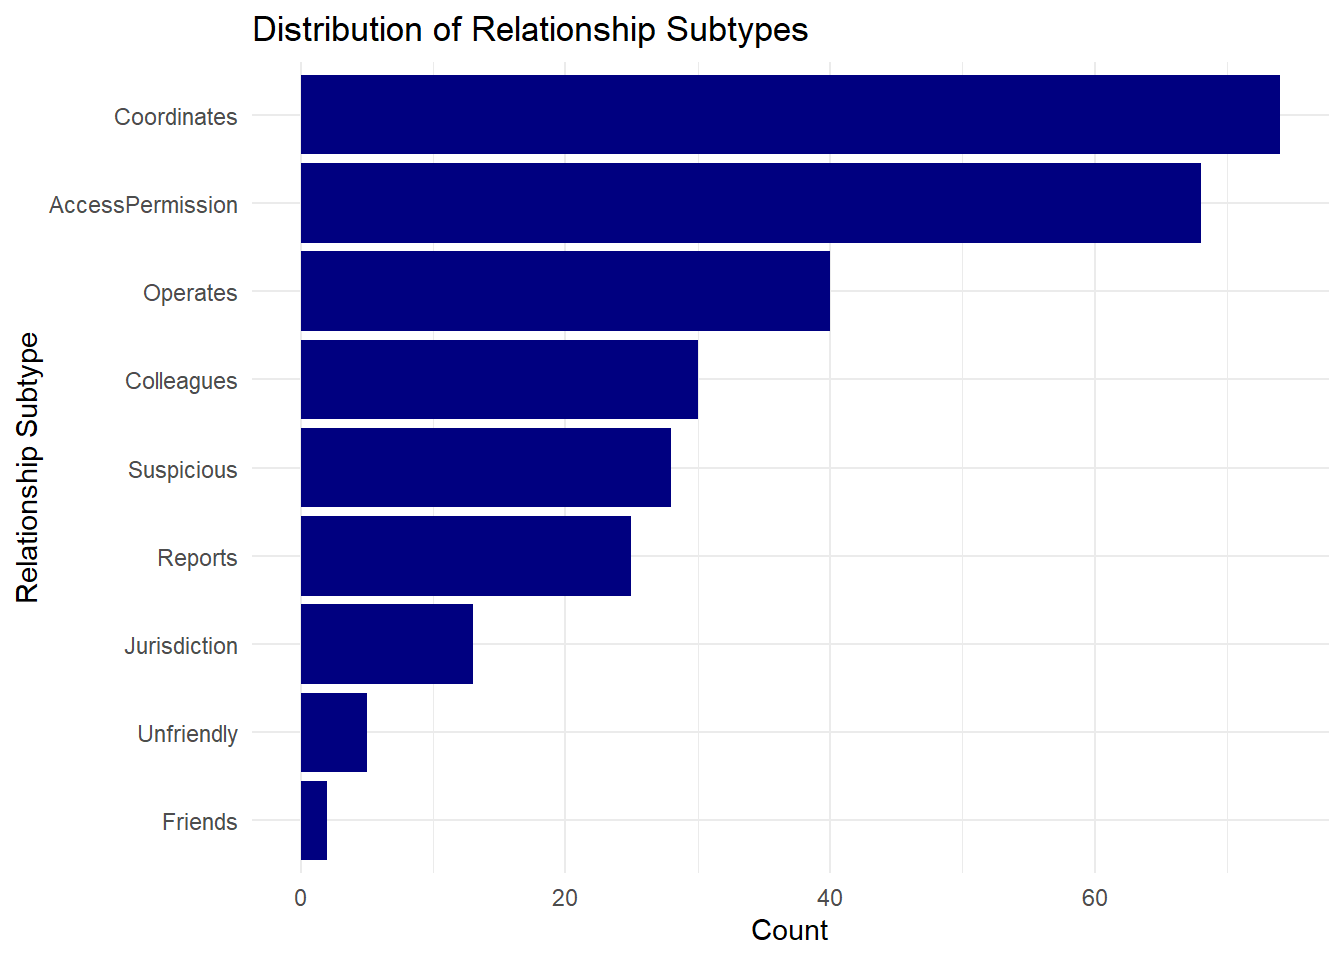 Distribution of Relationship Subtypes
Relationship Subtype
Coordinates
AccessPermission
Operates
Colleagues
Suspicious
Reports
Jurisdiction
Unfriendly
Friends
0 20 40 60
Count